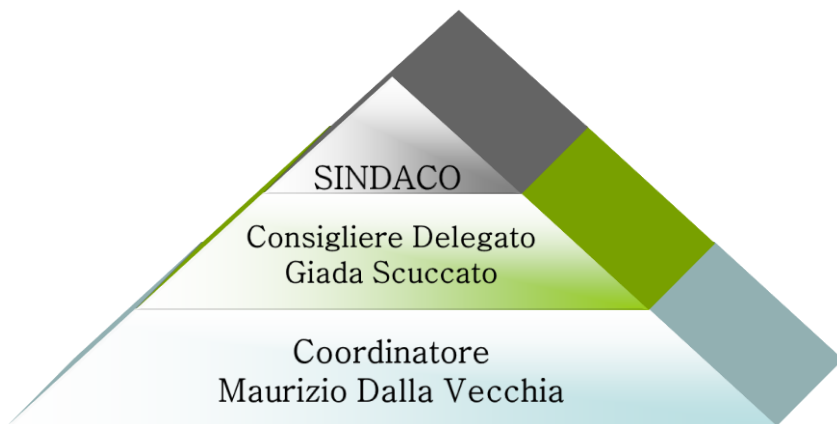 SINDACO
Consigliere Delegato
Giada Scuccato
Coordinatore
Maurizio Dalla Vecchia